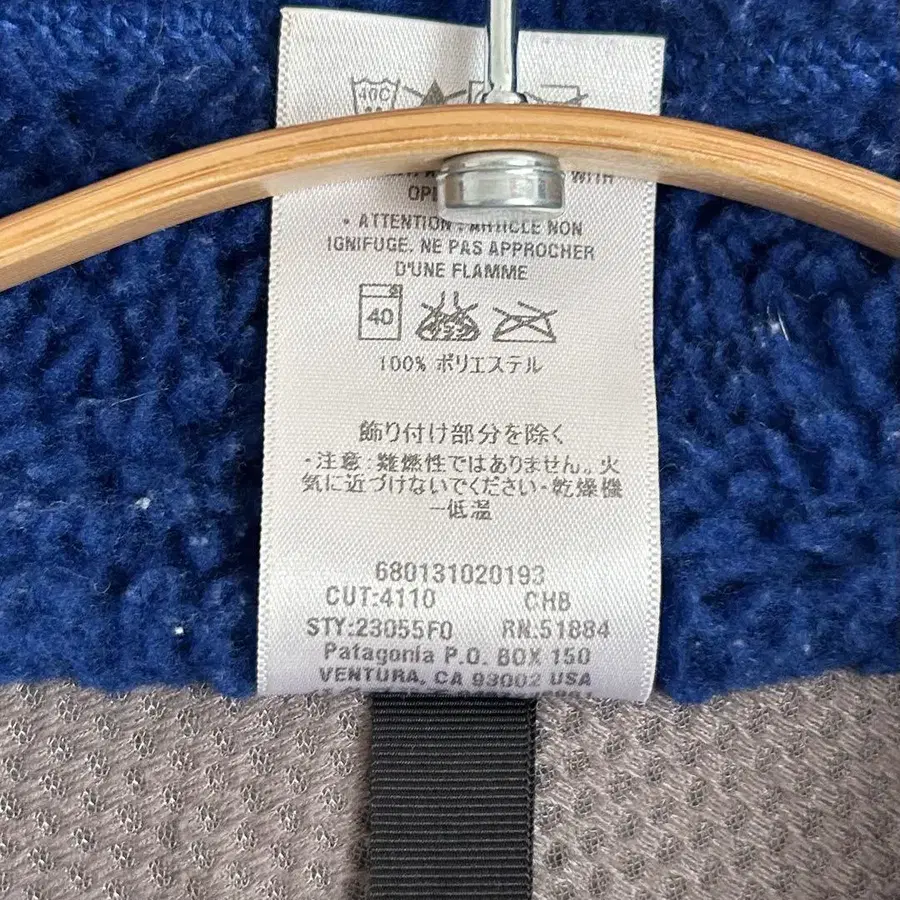 40C
WITH
• ATTENTION : ARTICLE NON
IGNIFUGE. NE PAS APPROCHER
D'UNE FLAMME
40
100% ポリエステル
飾り付け部分を除く
・注意:難燃性ではありません。火
気に近づけないでください・乾燥機
ー低温
680131020193
CUT:4110 CHB
STY:23055F0 RN.51884
Patagonia P.O. BOX 150
VENTURA, CA 93002 USA